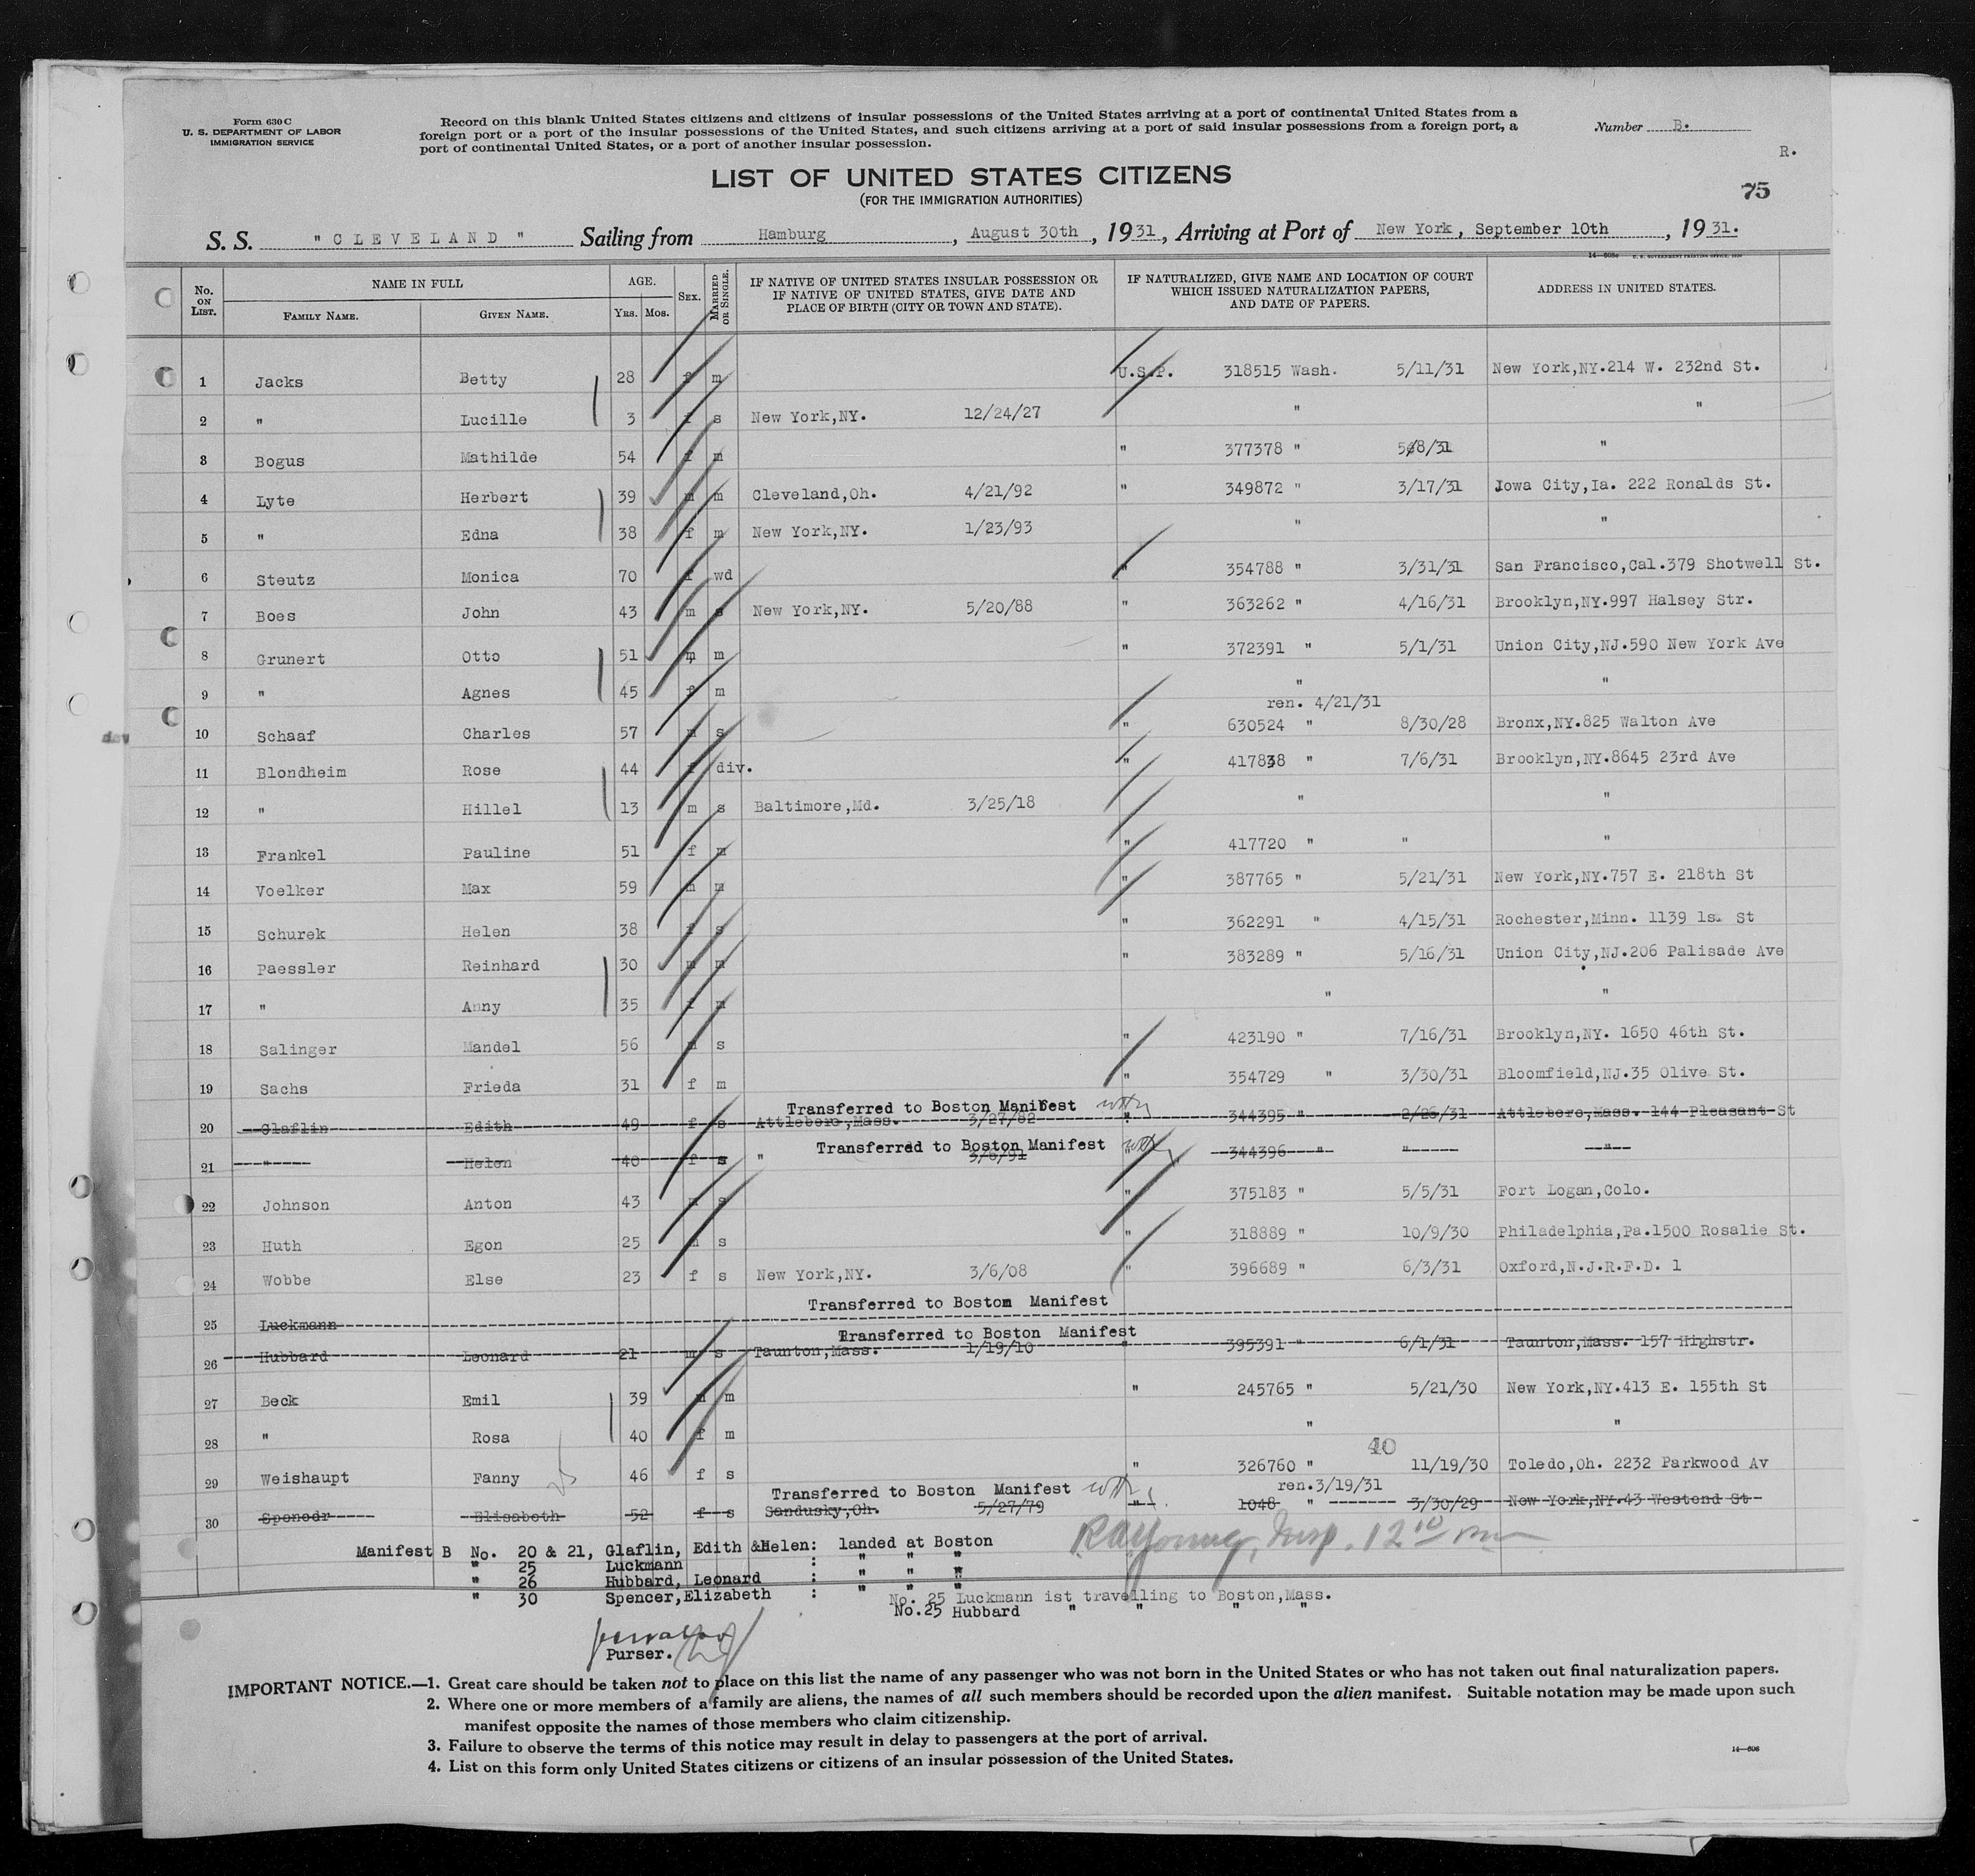 Form 630 C
U. S. DEPARTMENT OF LABOR
IMMIGRATION SERVICE
Record on this blank United States citizens and citizens of insular possessions of the United States arriving at a port of continental United States from a
foreign port or a port of the insular possessions of the United States, and such citizens arriving at a port of said insular possessions from a foreign port, a
port of continental United States, or a port of another insular possession.
Number B.
R.
75
LIST OF UNITED STATES CITIZENS
(FOR THE IMMIGRATION AUTHORITIES)
S. S. "CLEVELAND" Sailing from Hamburg, August 30th, 1931, Arriving at Port of New York, September 10th, 1931.
No. ON LIST. NAME IN FULL FAMILY NAME. GIVEN NAME. AGE. YRS. MOS. SEX. MARRIED OR SINGLE. IF NATIVE OF UNITED STATES INSULAR POSSESSION OR IF NATIVE OF UNITED STATES, GIVE DATE AND PLACE OF BIRTH (CITY OR TOWN AND STATE). IF NATURALIZED, GIVE NAME AND LOCATION OF COURT WHICH ISSUED NATURALIZATION PAPERS, AND DATE OF PAPERS. ADDRESS IN UNITED STATES.
1 Jacks Betty 28 f m U.S.P. 318515 Wash. 5/11/31 New York,NY.214 W. 232nd St.
2 " Lucille 3 f s New York,NY. 12/24/27 " "
3 Bogus Mathilde 54 f m " 377378 " 5/8/31 "
4 Lyte Herbert 39 m m Cleveland,Oh. 4/21/92 " 349872 " 3/17/31 Iowa City,Ia. 222 Ronalds St.
5 " Edna 38 f m New York,NY. 1/23/93 " "
6 Steutz Monica 70 f wd " 354788 " 3/31/31 San Francisco,Cal.379 Shotwell St.
7 Boes John 43 m s New York,NY. 5/20/88 " 363262 " 4/16/31 Brooklyn,NY.997 Halsey Str.
8 Grunert Otto 51 m m " 372391 " 5/1/31 Union City,NJ.590 New York Ave
9 " Agnes 45 f m " "
ren. 4/21/31
10 Schaaf Charles 57 m s " 630524 " 8/30/28 Bronx,NY.825 Walton Ave
11 Blondheim Rose 44 f div. " 417838 " 7/6/31 Brooklyn,NY.8645 23rd Ave
12 " Hillel 13 m s Baltimore,Md. 3/25/18 " "
13 Frankel Pauline 51 f m " 417720 " " "
14 Voelker Max 59 m m " 387765 " 5/21/31 New York,NY.757 E. 218th St
15 Schurek Helen 38 f s " 362291 " 4/15/31 Rochester,Minn. 1139 1s. St
16 Paessler Reinhard 30 m m " 383289 " 5/16/31 Union City,NJ.206 Palisade Ave
17 " Anny 35 f m " "
18 Salinger Mandel 56 m s " 423190 " 7/16/31 Brooklyn,NY. 1650 46th St.
19 Sachs Frieda 31 f m " 354729 " 3/30/31 Bloomfield,NJ.35 Olive St.
Transferred to Boston Manifest
20 Glaflin Edith 49 f s Attleboro,Mass. 3/27/82 " 344395 " 2/26/31 Attleboro,Mass. 144 Pleasant St
Transferred to Boston Manifest
21 " Helen 40 f s " 3/6/91 " 344396 " " "
22 Johnson Anton 43 m s " 375183 " 5/5/31 Fort Logan,Colo.
23 Huth Egon 25 m s " 318889 " 10/9/30 Philadelphia,Pa.1500 Rosalie St.
24 Wobbe Else 23 f s New York,NY. 3/6/08 " 396689 " 6/3/31 Oxford,N.J.R.F.D. 1
Transferred to Boston Manifest
25 Luckmann
Transferred to Boston Manifest
26 Hubbard Leonard 21 m s Taunton,Mass. 1/19/10 " 395391 " 6/1/31 Taunton,Mass. 157 Highstr.
27 Beck Emil 39 m m " 245765 " 5/21/30 New York,NY.413 E. 155th St
28 " Rosa 40 f m " "
40
29 Weishaupt Fanny 46 f s " 326760 " 11/19/30 Toledo,Oh. 2232 Parkwood Av
Transferred to Boston Manifest ren.3/19/31
30 Elisabeth 52 f s Sandusky,Oh. 5/27/79 " 1048 " 3/30/29 New York,NY.43 Westend St
RA Young, Insp. 12 10
Manifest B No. 20 & 21, Glaflin, Edith & Helen: landed at Boston
" 25 Luckmann : " " "
" 26 Hubbard, Leonard : " " "
" 30 Spencer,Elizabeth : " " "
No. 25 Luckmann ist travelling to Boston,Mass.
No.25 Hubbard " " " "
Purser.
IMPORTANT NOTICE.—1. Great care should be taken not to place on this list the name of any passenger who was not born in the United States or who has not taken out final naturalization papers.
2. Where one or more members of a family are aliens, the names of all such members should be recorded upon the alien manifest. Suitable notation may be made upon such
manifest opposite the names of those members who claim citizenship.
3. Failure to observe the terms of this notice may result in delay to passengers at the port of arrival.
4. List on this form only United States citizens or citizens of an insular possession of the United States.
14—608